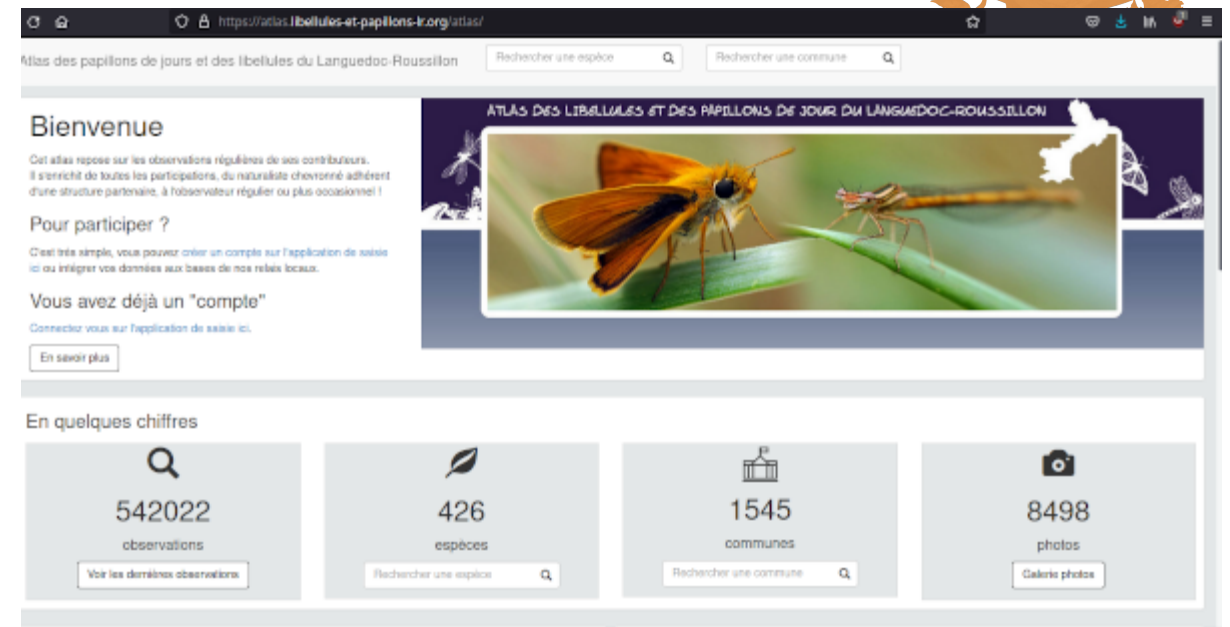 https://atlas.libellules-et-papillons-lr.org/atlas/
Atlas des papillons de jours et des libellules du Languedoc-Roussillon
Rechercher une espèce
Rechercher une commune
Bienvenue
Cet atlas repose sur les observations régulières de ses contributeurs.
Il s'enrichit de toutes les participations, du naturaliste chevronné adhérent
d'une structure partenaire, à l'observateur régulier ou plus occasionnel !
Pour participer ?
C'est très simple, vous pouvez créer un compte sur l'application de saisie
ici ou intégrer vos données aux bases de nos relais locaux.
Vous avez déjà un "compte"
Connectez vous sur l'application de saisie ici.
En savoir plus
ATLAS DES LIBELLULES ET DES PAPILLONS DE JOUR DU LANGUEDOC-ROUSSILLON
En quelques chiffres
542022
observations
Voir les dernières observations
426
espèces
Rechercher une espèce
1545
communes
Rechercher une commune
8498
photos
Galerie photos